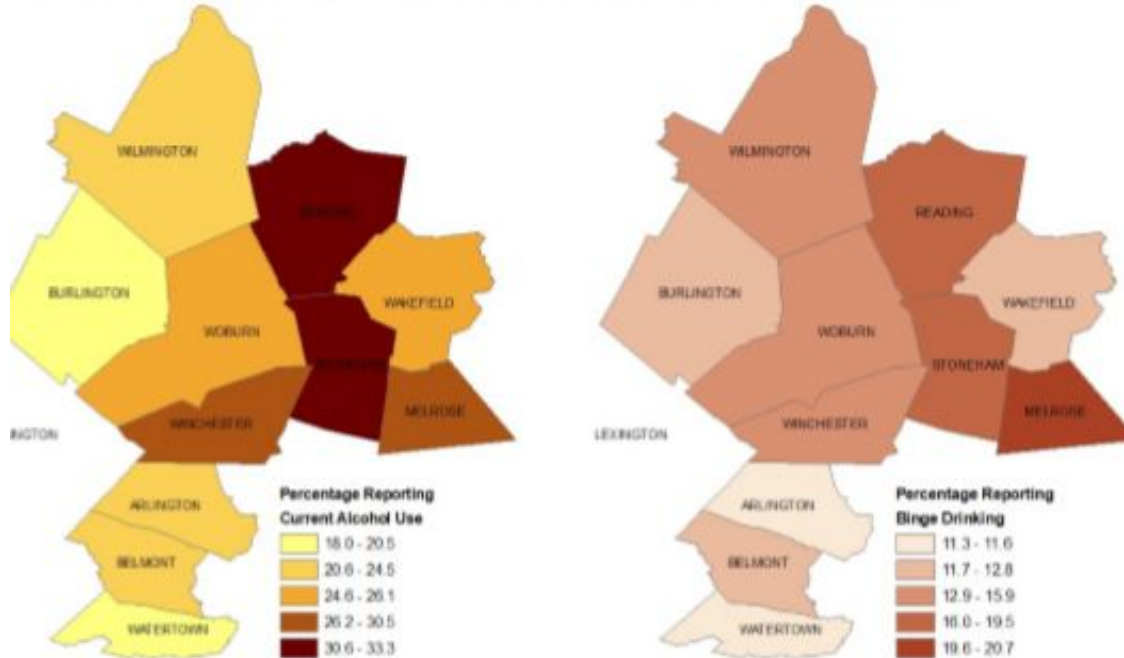 WILMINGTON
READING
BURLINGTON
WAKEFIELD
WOBURN
STONEHAM
MELROSE
WINCHESTER
INGTON
ARLINGTON
BELMONT
WATERTOWN
Percentage Reporting
Current Alcohol Use
18.0 - 20.5
20.6 - 24.5
24.6 - 26.1
26.2 - 30.5
30.6 - 33.3
WILMINGTON
READING
BURLINGTON
WAKEFIELD
WOBURN
STONEHAM
MELROSE
WINCHESTER
LEXINGTON
ARLINGTON
BELMONT
WATERTOWN
Percentage Reporting
Binge Drinking
11.3 - 11.6
11.7 - 12.8
12.9 - 15.9
16.0 - 19.5
19.6 - 20.7